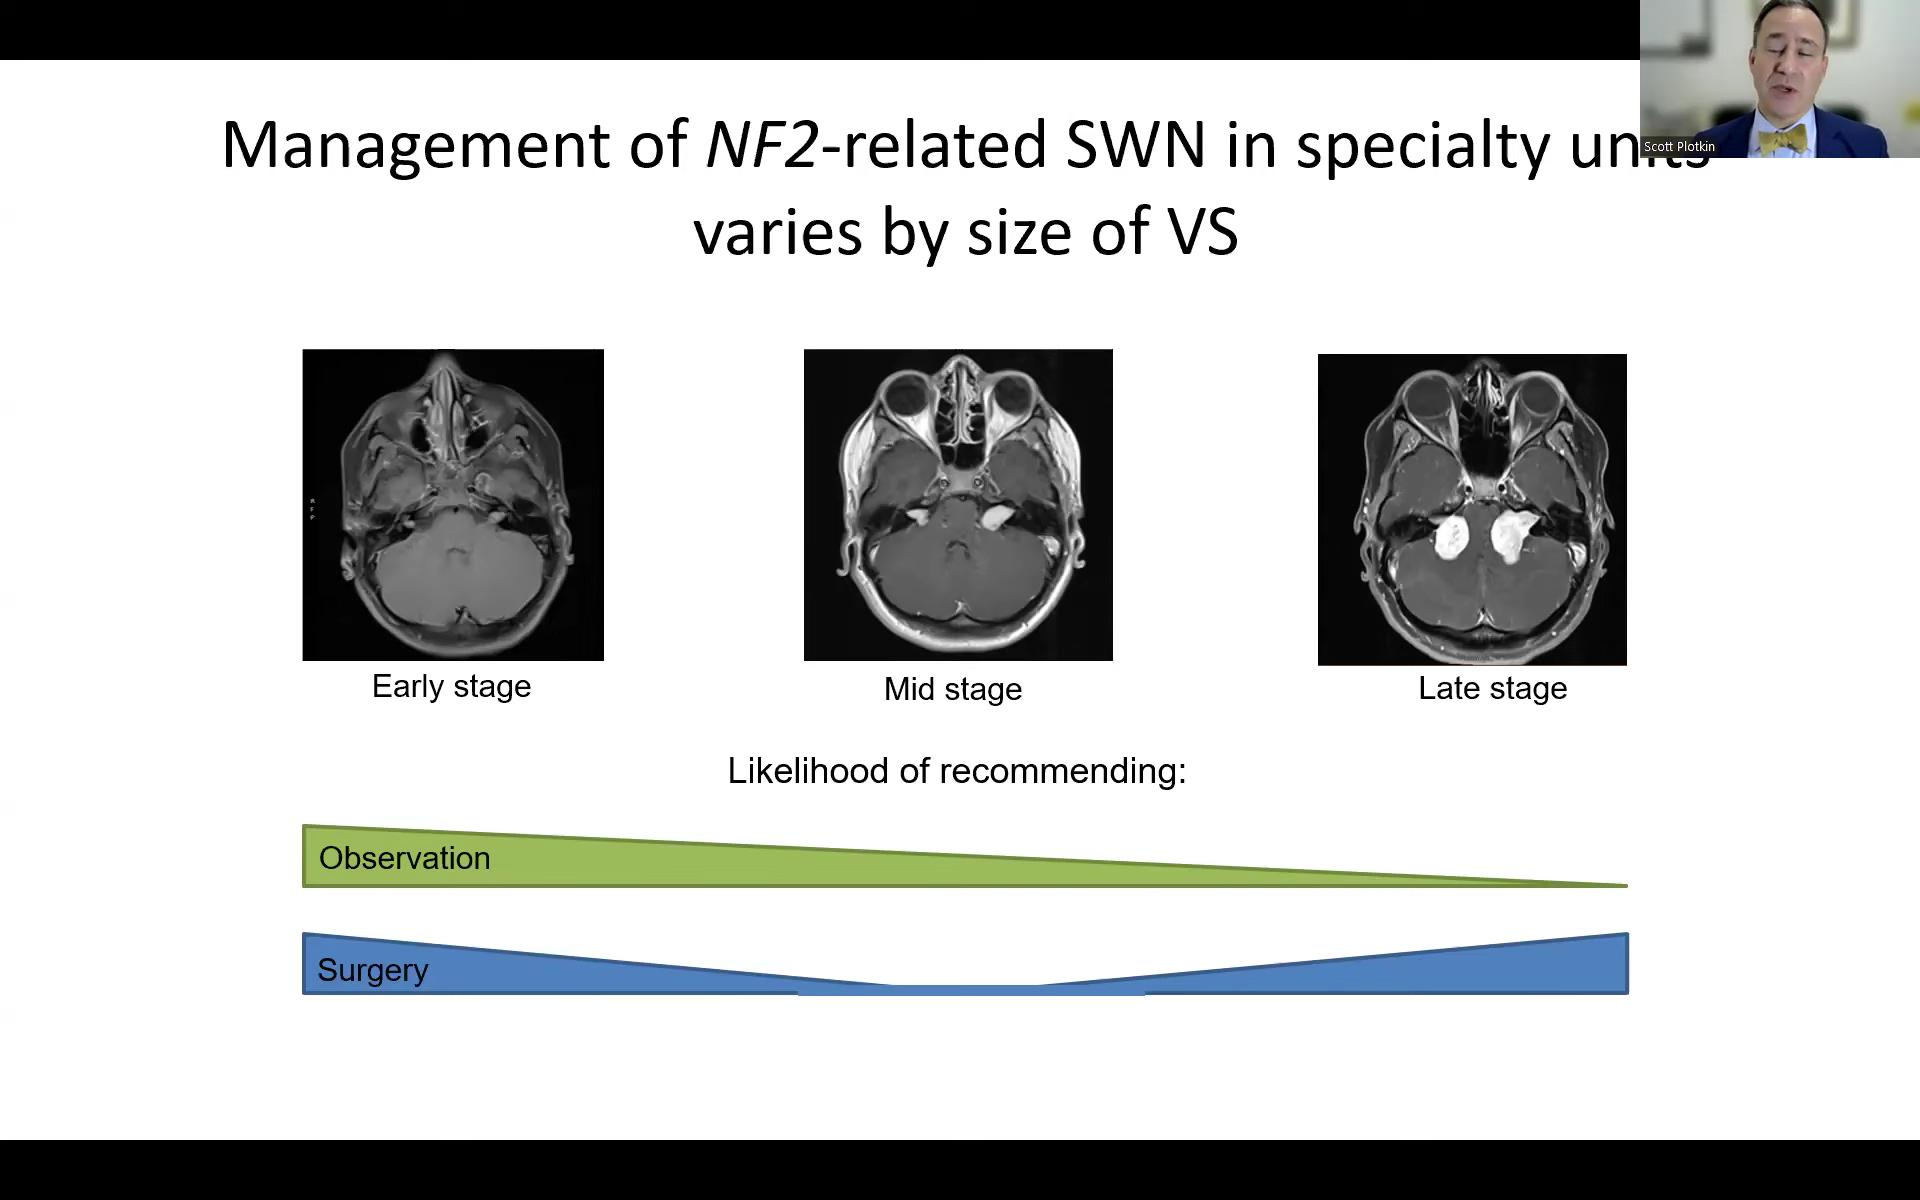 Management of NF2-related SWN in specialty units
varies by size of VS
Scott Plotkin
R
F
P
Early stage
Mid stage
Late stage
Likelihood of recommending:
Observation
Surgery